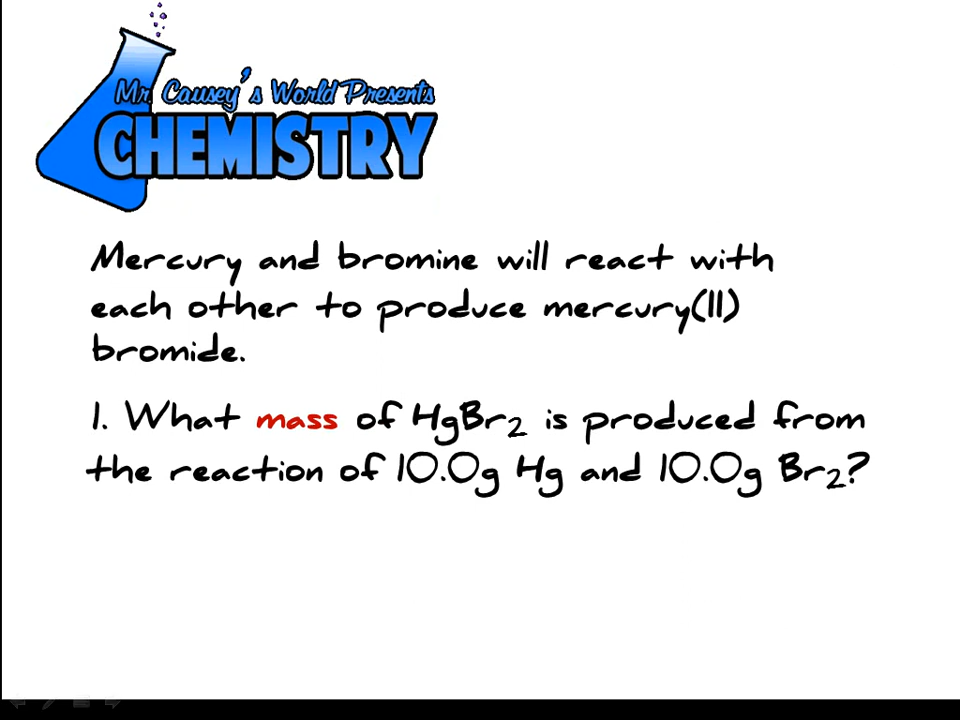 Mr. Causey's World Presents
CHEMISTRY
Mercury and bromine will react with
each other to produce mercury(II)
bromide.
1. What mass of HgBr2 is produced from
the reaction of 10.0g Hg and 10.0g Br2?